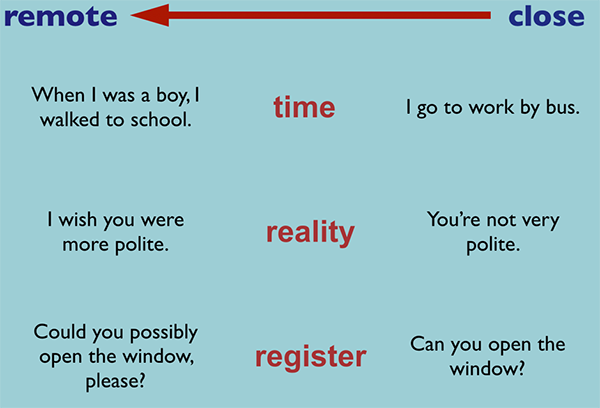 remote
close
When I was a boy, I
walked to school.
time
I go to work by bus.
I wish you were
more polite.
reality
You’re not very
polite.
Could you possibly
open the window,
please?
register
Can you open the
window?